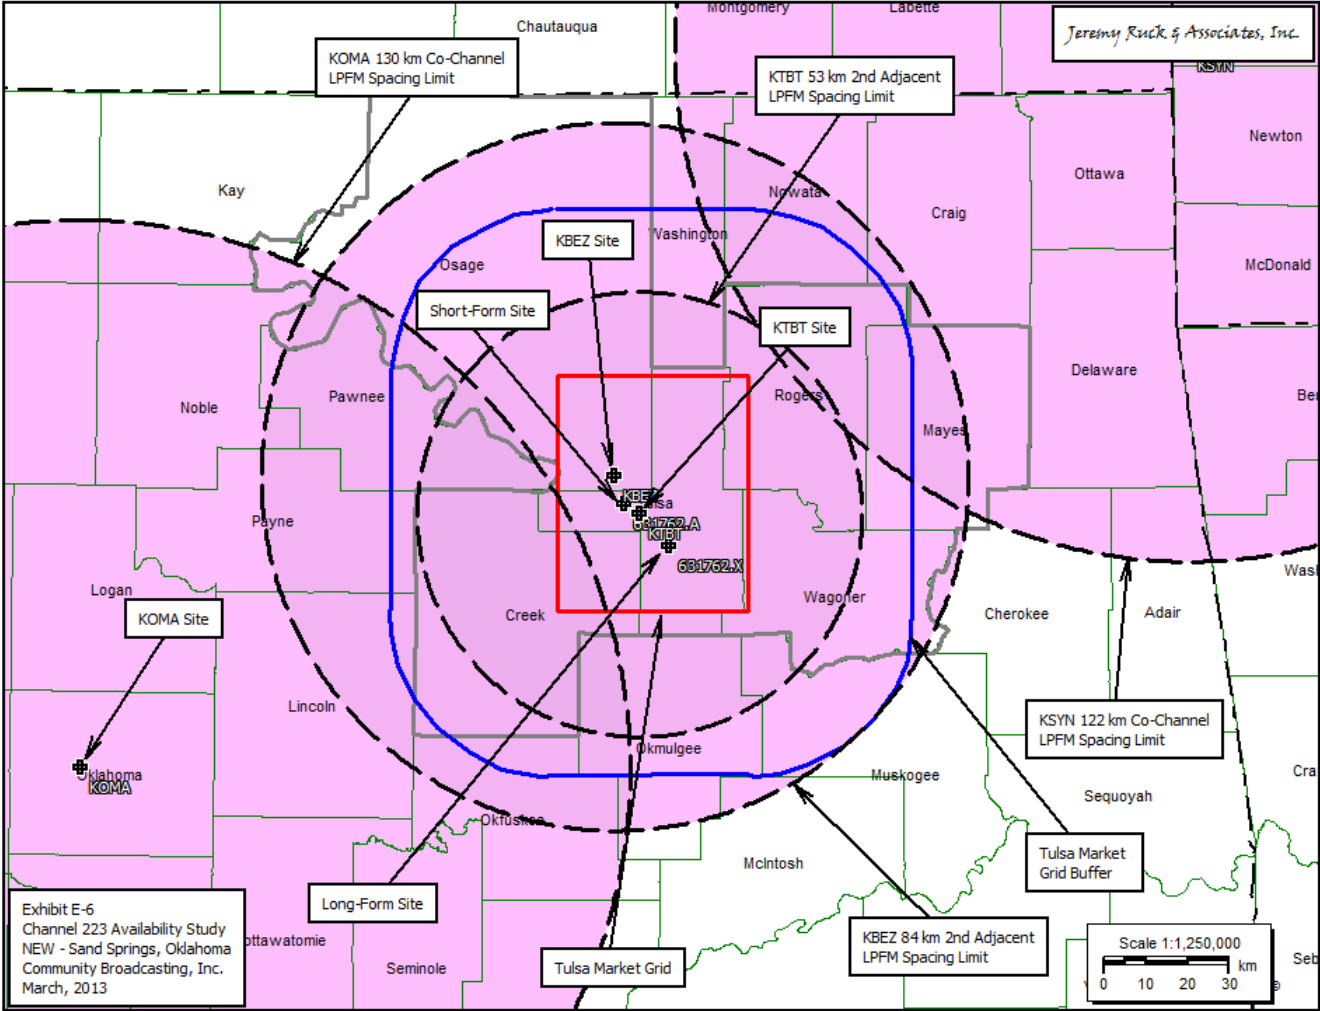 Chautauqua
Montgomery
Labette
Jeremy Ruck & Associates, Inc.
KOMA 130 km Co-Channel
LPFM Spacing Limit
KTBT 53 km 2nd Adjacent
LPFM Spacing Limit
KSYN
Newton
Kay
Nowata
Ottawa
Craig
KBEZ Site
Washington
Osage
McDonald
Short-Form Site
KTBT Site
Noble
Pawnee
Rogers
Delaware
Mayes
KBEZ
631762.A
KTBT
631762.X
Payne
Logan
KOMA Site
Creek
Wagoner
Cherokee
Adair
Lincoln
KSYN 122 km Co-Channel
LPFM Spacing Limit
Okmulgee
Oklahoma
KOMA
Muskogee
Sequoyah
Okfuskee
McIntosh
Tulsa Market
Grid Buffer
Long-Form Site
Exhibit E-6
Channel 223 Availability Study
NEW - Sand Springs, Oklahoma
Community Broadcasting, Inc.
March, 2013
ottawatomie
Seminole
Tulsa Market Grid
KBEZ 84 km 2nd Adjacent
LPFM Spacing Limit
Scale 1:1,250,000
km
0 10 20 30